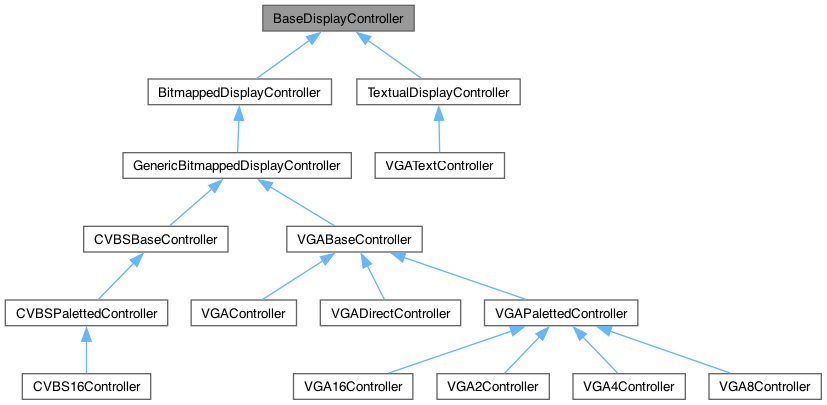 BaseDisplayController
BitmappedDisplayController
TextualDisplayController
GenericBitmappedDisplayController
VGATextController
CVBSBaseController
VGABaseController
CVBSPalettedController
VGAController
VGADirectController
VGAPalettedController
CVBS16Controller
VGA16Controller
VGA2Controller
VGA4Controller
VGA8Controller